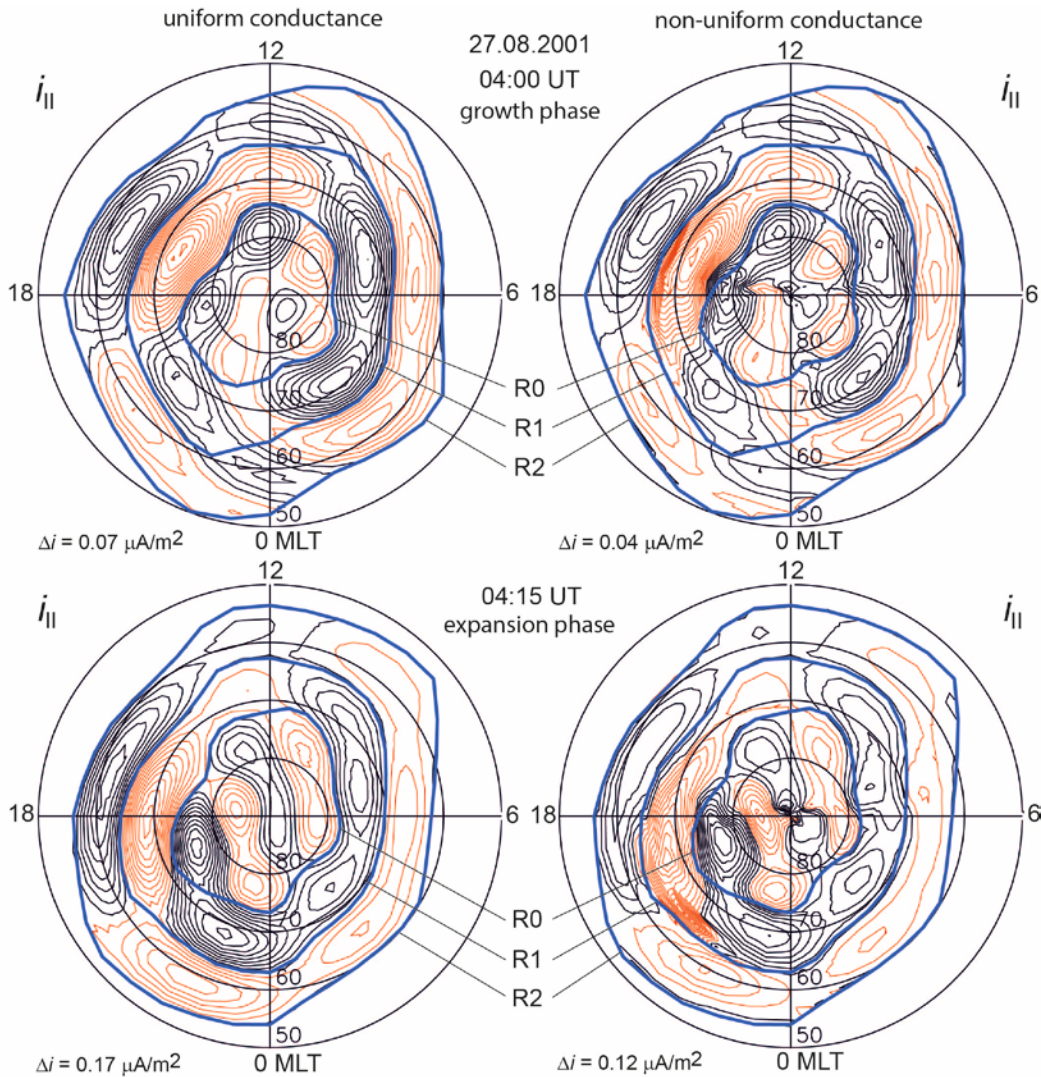 uniform conductance
non-uniform conductance
27.08.2001
04:00 UT
growth phase
12
12
i||
i||
18
6
18
6
80
80
R0
70
70
R1
60
60
R2
50
50
Δi = 0.07 μA/m2
0 MLT
Δi = 0.04 μA/m2
0 MLT
12
12
04:15 UT
expansion phase
i||
i||
18
6
18
6
80
80
R0
70
70
R1
60
60
R2
50
50
Δi = 0.17 μA/m2
0 MLT
Δi = 0.12 μA/m2
0 MLT